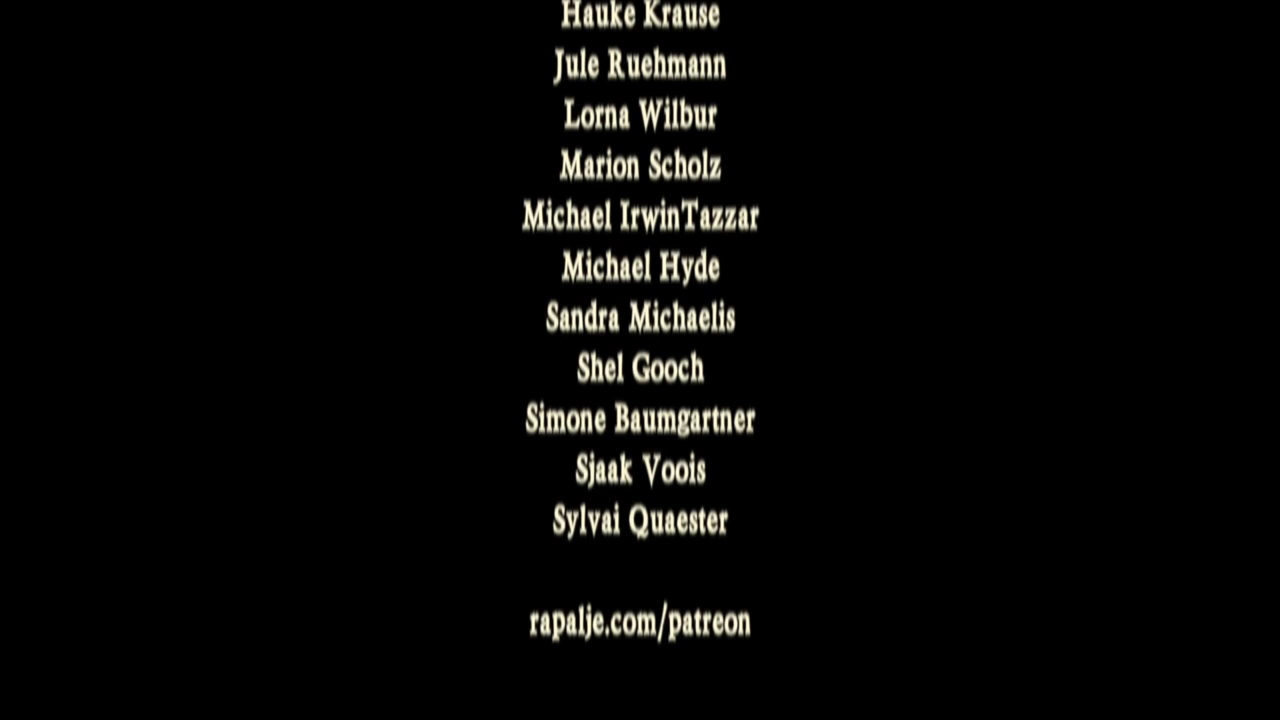 Hauke Krause
Jule Ruehmann
Lorna Wilbur
Marion Scholz
Michael IrwinTazzar
Michael Hyde
Sandra Michaelis
Shel Gooch
Simone Baumgartner
Sjaak Voois
Sylvai Quaester
rapalje.com/patreon